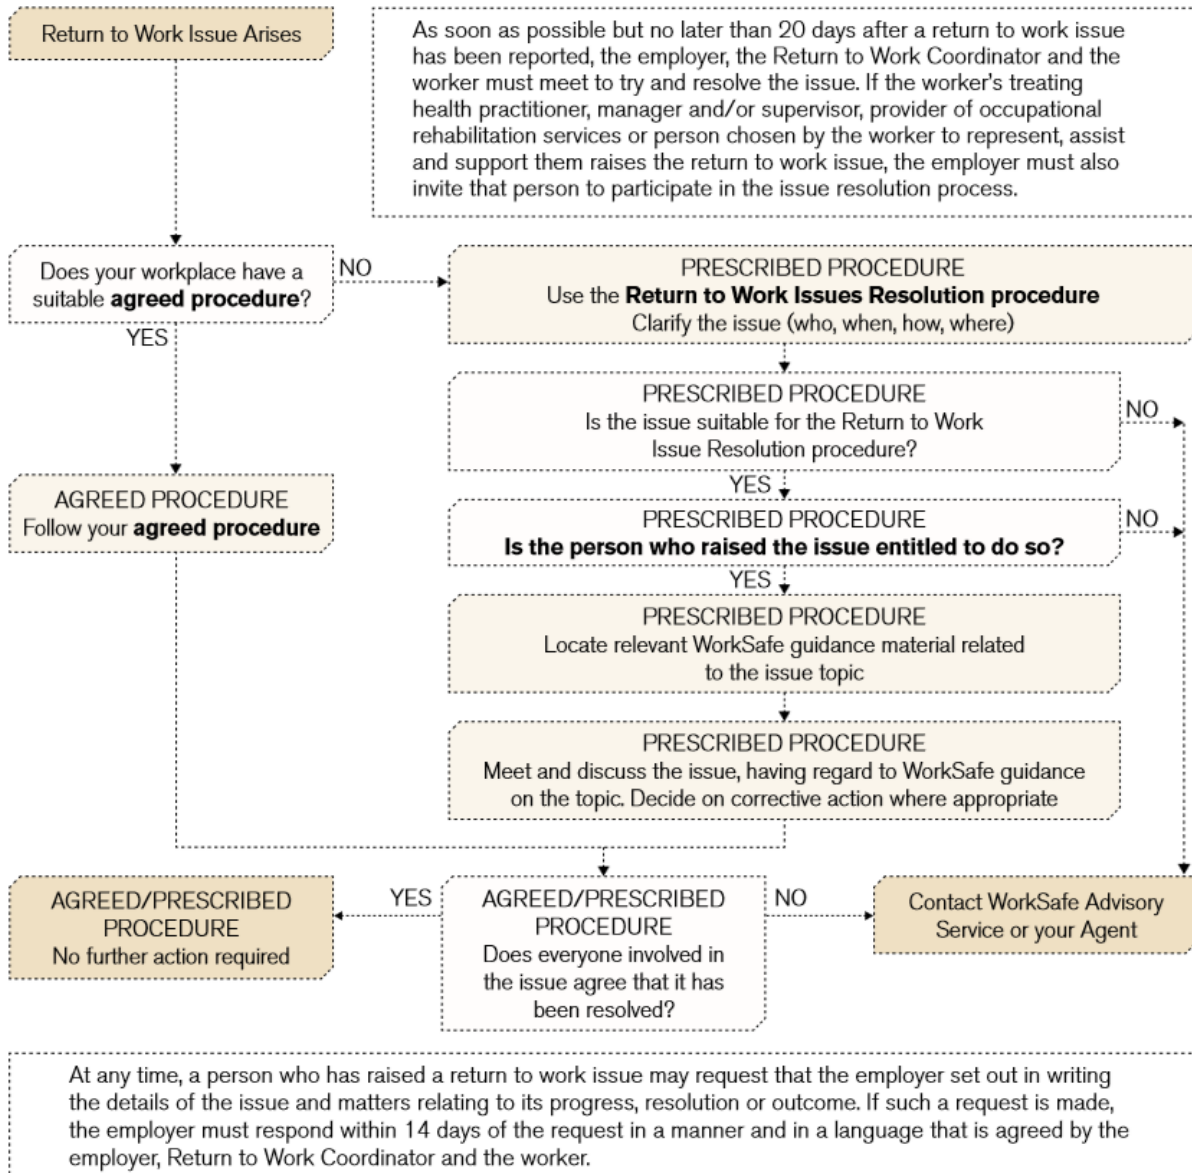 Return to Work Issue Arises
As soon as possible but no later than 20 days after a return to work issue
has been reported, the employer, the Return to Work Coordinator and the
worker must meet to try and resolve the issue. If the worker's treating
health practitioner, manager and/or supervisor, provider of occupational
rehabilitation services or person chosen by the worker to represent, assist
and support them raises the return to work issue, the employer must also
invite that person to participate in the issue resolution process.
Does your workplace have a
suitable agreed procedure?
NO
YES
PRESCRIBED PROCEDURE
Use the Return to Work Issues Resolution procedure
Clarify the issue (who, when, how, where)
PRESCRIBED PROCEDURE
Is the issue suitable for the Return to Work
Issue Resolution procedure?
NO
YES
AGREED PROCEDURE
Follow your agreed procedure
PRESCRIBED PROCEDURE
Is the person who raised the issue entitled to do so?
NO
YES
PRESCRIBED PROCEDURE
Locate relevant WorkSafe guidance material related
to the issue topic
PRESCRIBED PROCEDURE
Meet and discuss the issue, having regard to WorkSafe guidance
on the topic. Decide on corrective action where appropriate
AGREED/PRESCRIBED
PROCEDURE
No further action required
YES
AGREED/PRESCRIBED
PROCEDURE
Does everyone involved in
the issue agree that it has
been resolved?
NO
Contact WorkSafe Advisory
Service or your Agent
At any time, a person who has raised a return to work issue may request that the employer set out in writing
the details of the issue and matters relating to its progress, resolution or outcome. If such a request is made,
the employer must respond within 14 days of the request in a manner and in a language that is agreed by the
employer, Return to Work Coordinator and the worker.